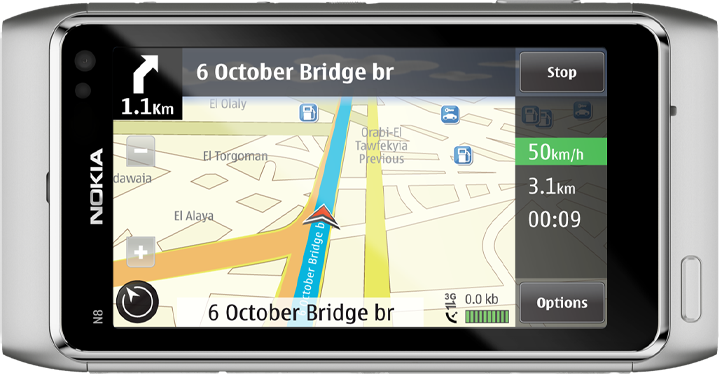 6 October Bridge br
Stop
1.1Km
El Olaly
Orabi-El
Tawfekyia
Previous
El Torgoman
dawaia
El Alaya
50km/h
3.1km
00:09
ctober Bridge br
6 October Bridge br
3G
0.0 kb
Options
NOKIA
N8